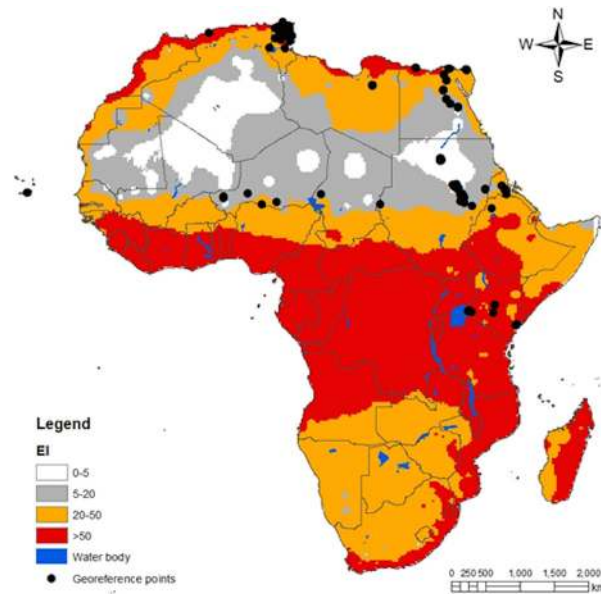 N
W E
S
Legend
EI
0-5
5-20
20-50
>50
Water body
Georeference points
0 250 500 1,000 1,500 2,000
km